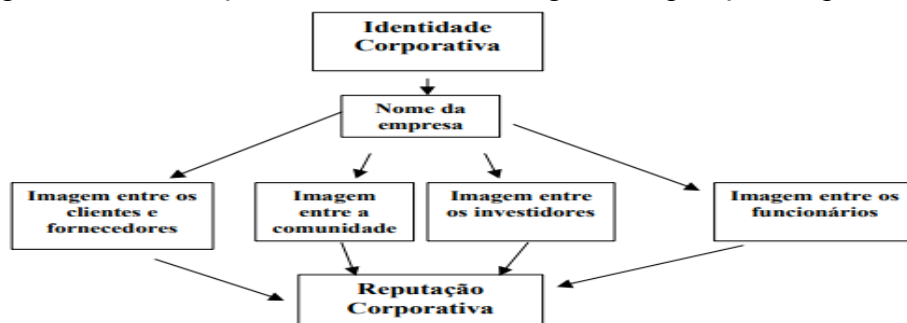 Identidade
Corporativa
Nome da
empresa
Imagem entre os
clientes e
fornecedores
Imagem
entre a
comunidade
Imagem entre
os investidores
Imagem entre os
funcionários
Reputação
Corporativa